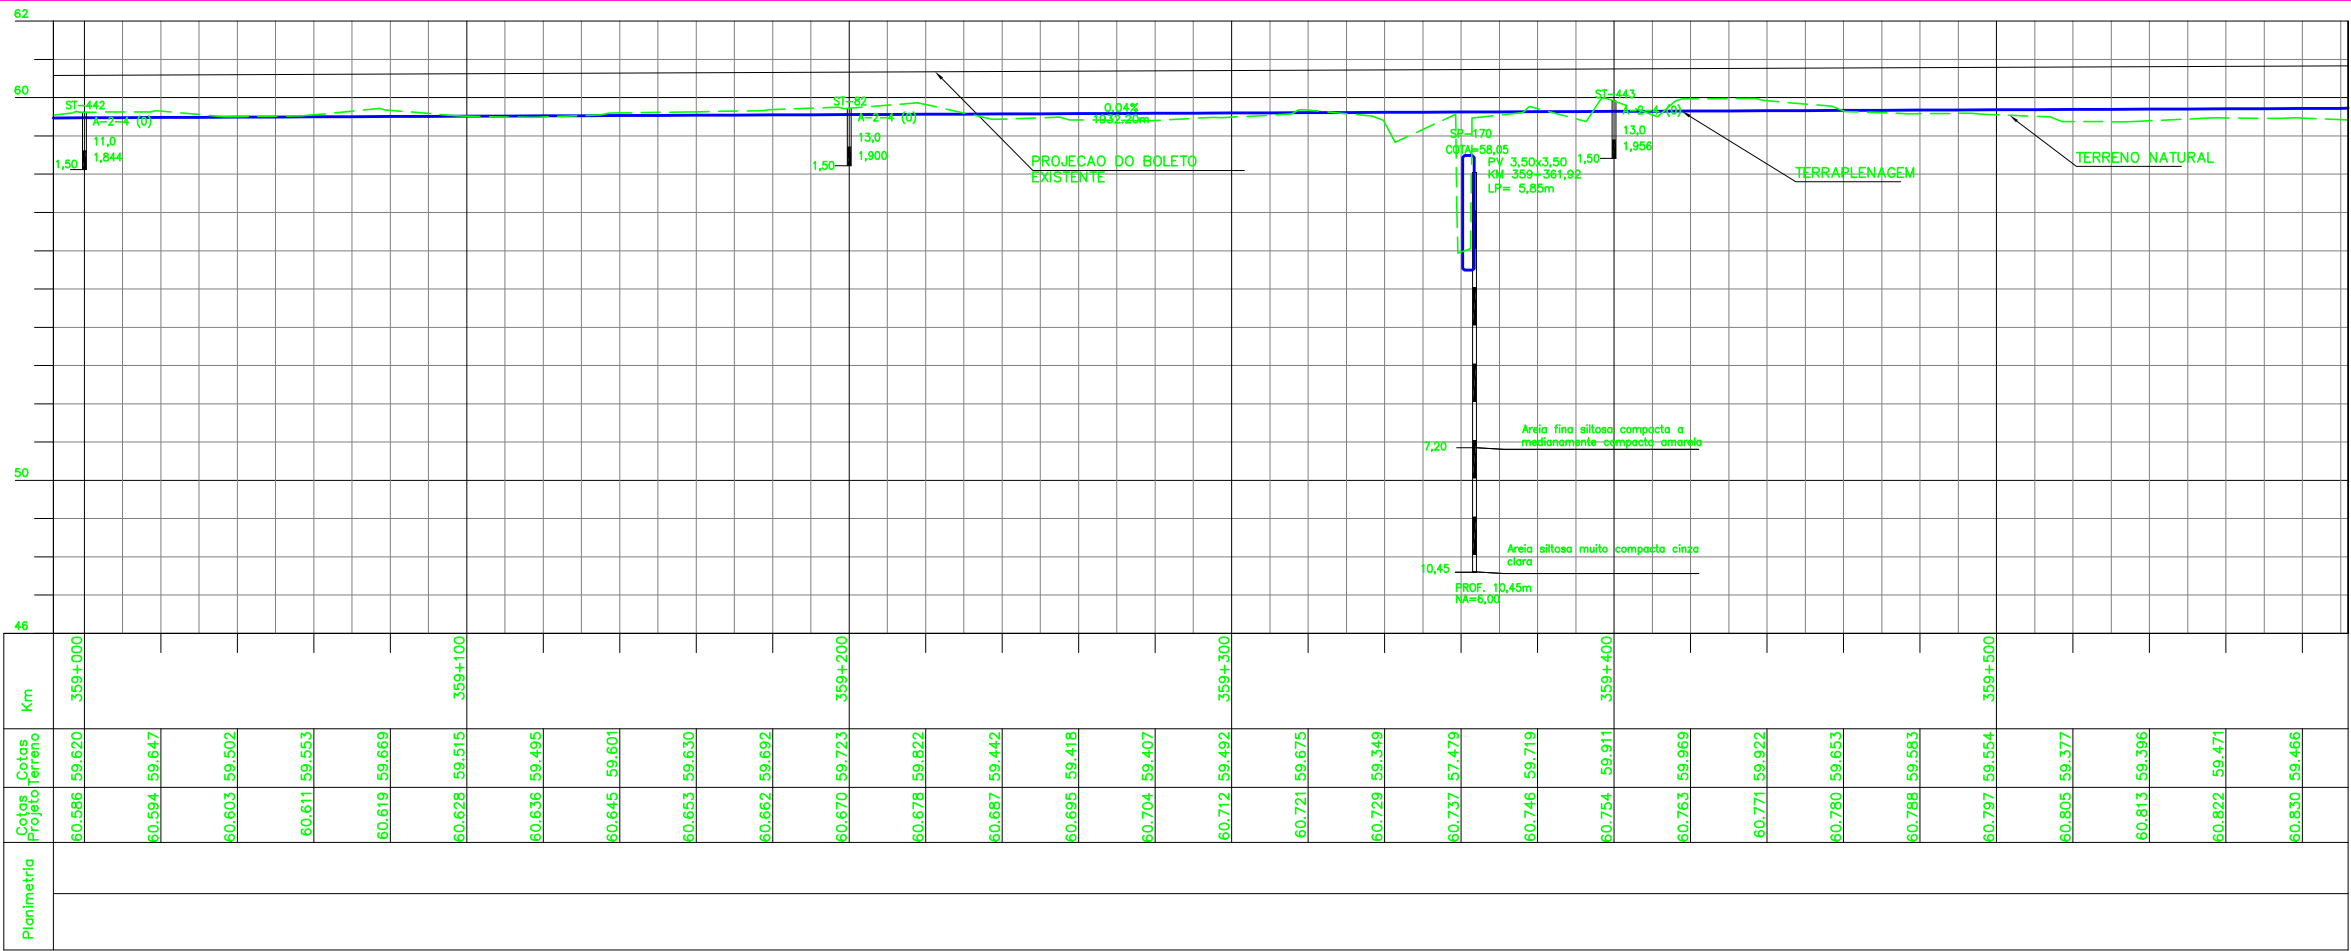 62
60
50
46
ST-442
A-2-4 (0)
11,0
1,844
1,50
ST-82
A-2-4 (0)
13,0
1,900
1,50
PROJECAO DO BOLETO
EXISTENTE
0.04%
1932.20m
SP-170
COTA=58,05
PV 3,50x3,50
KM 359+361,92
LP= 5,85m
ST-443
A-2-4 (0)
13,0
1,956
1,50
TERRAPLENAGEM
TERRENO NATURAL
7,20
Areia fina siltosa compacta a
medianamente compacta amarela
10,45
Areia siltosa muito compacta cinza
clara
PROF. 10,45m
NA=6,00
Km
359+000
359+100
359+200
359+300
359+400
359+500
Cotas
Terreno
59.620
59.647
59.502
59.553
59.669
59.515
59.495
59.601
59.630
59.692
59.723
59.822
59.442
59.418
59.407
59.492
59.675
59.349
57.479
59.719
59.911
59.969
59.922
59.653
59.583
59.554
59.377
59.396
59.471
59.466
Cotas
Projeto
60.586
60.594
60.603
60.611
60.619
60.628
60.636
60.645
60.653
60.662
60.670
60.678
60.687
60.695
60.704
60.712
60.721
60.729
60.737
60.746
60.754
60.763
60.771
60.780
60.788
60.797
60.805
60.813
60.822
60.830
Planimetria